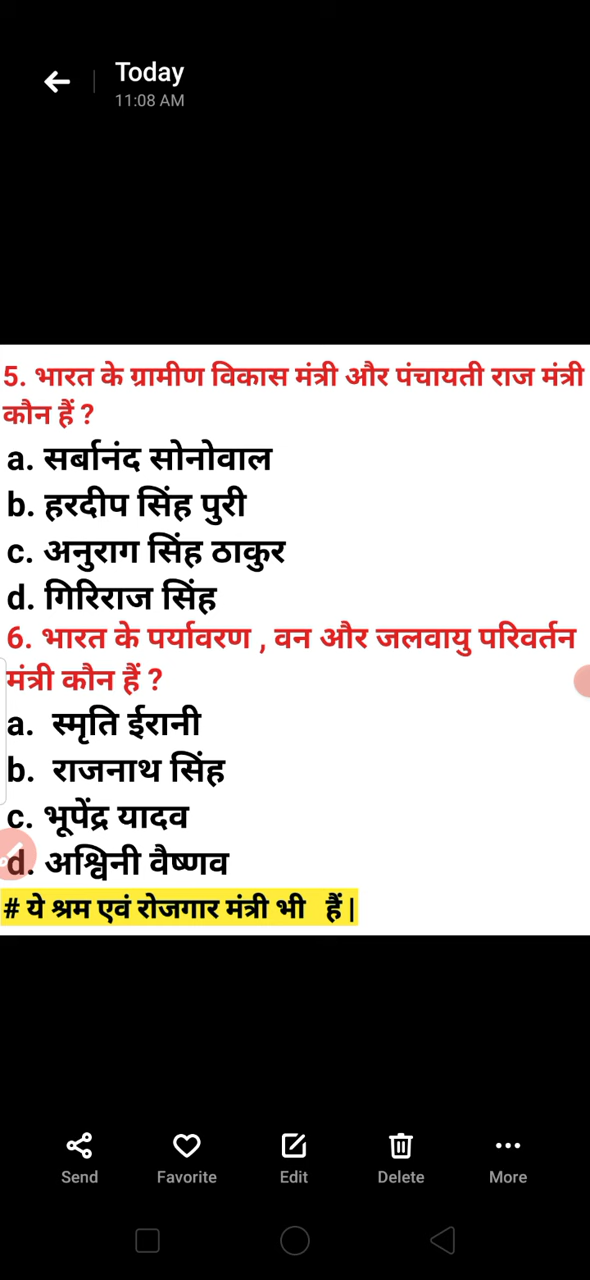 Today
11:08 AM
5. भारत के ग्रामीण विकास मंत्री और पंचायती राज मंत्री
कौन हैं ?
a. सर्बानंद सोनोवाल
b. हरदीप सिंह पुरी
c. अनुराग सिंह ठाकुर
d. गिरिराज सिंह
6. भारत के पर्यावरण , वन और जलवायु परिवर्तन
मंत्री कौन हैं ?
a. स्मृति ईरानी
b. राजनाथ सिंह
c. भूपेंद्र यादव
d. अश्विनी वैष्णव
# ये श्रम एवं रोजगार मंत्री भी हैं |
Send Favorite Edit Delete More